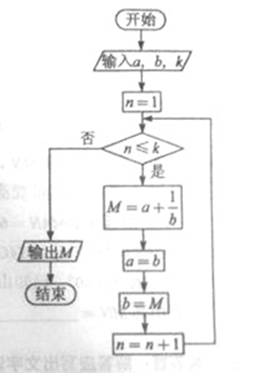 开始
输入a, b, k
n=1
n≤k
否
是
M=a+1/b
a=b
输出M
b=M
结束
n=n+1